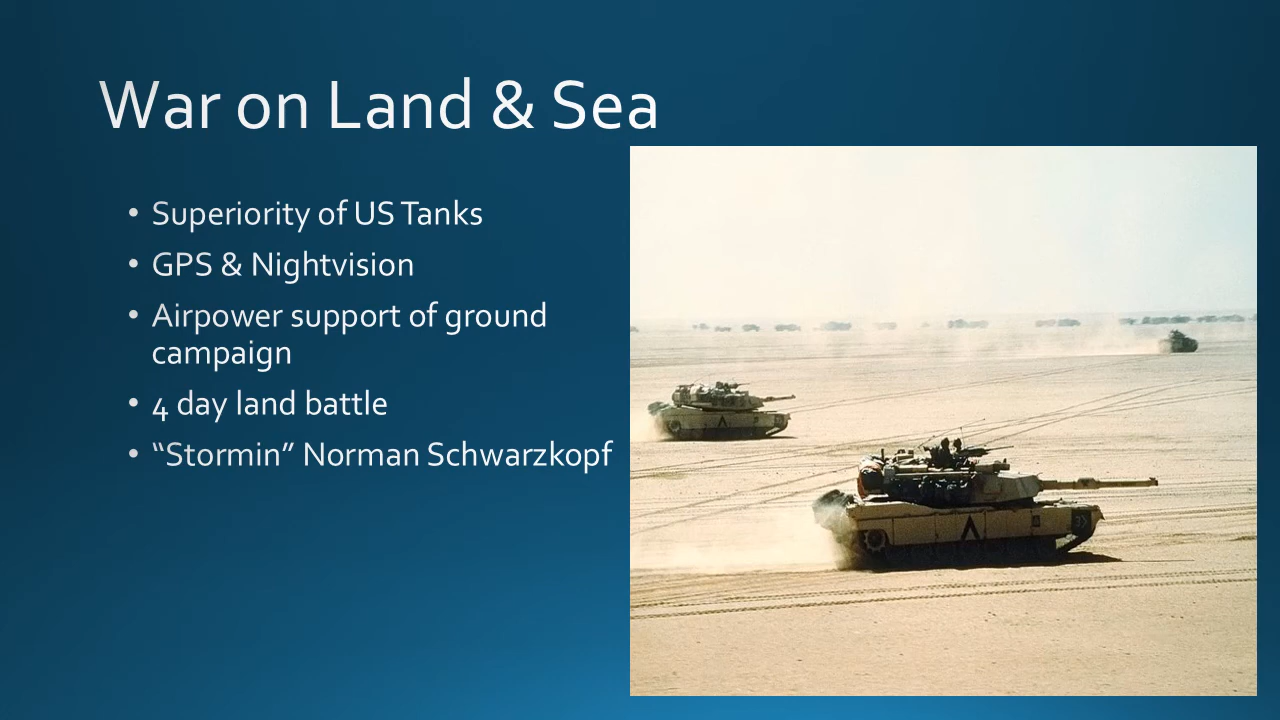 War on Land & Sea
• Superiority of US Tanks
• GPS & Nightvision
• Airpower support of ground
campaign
• 4 day land battle
• “Stormin” Norman Schwarzkopf